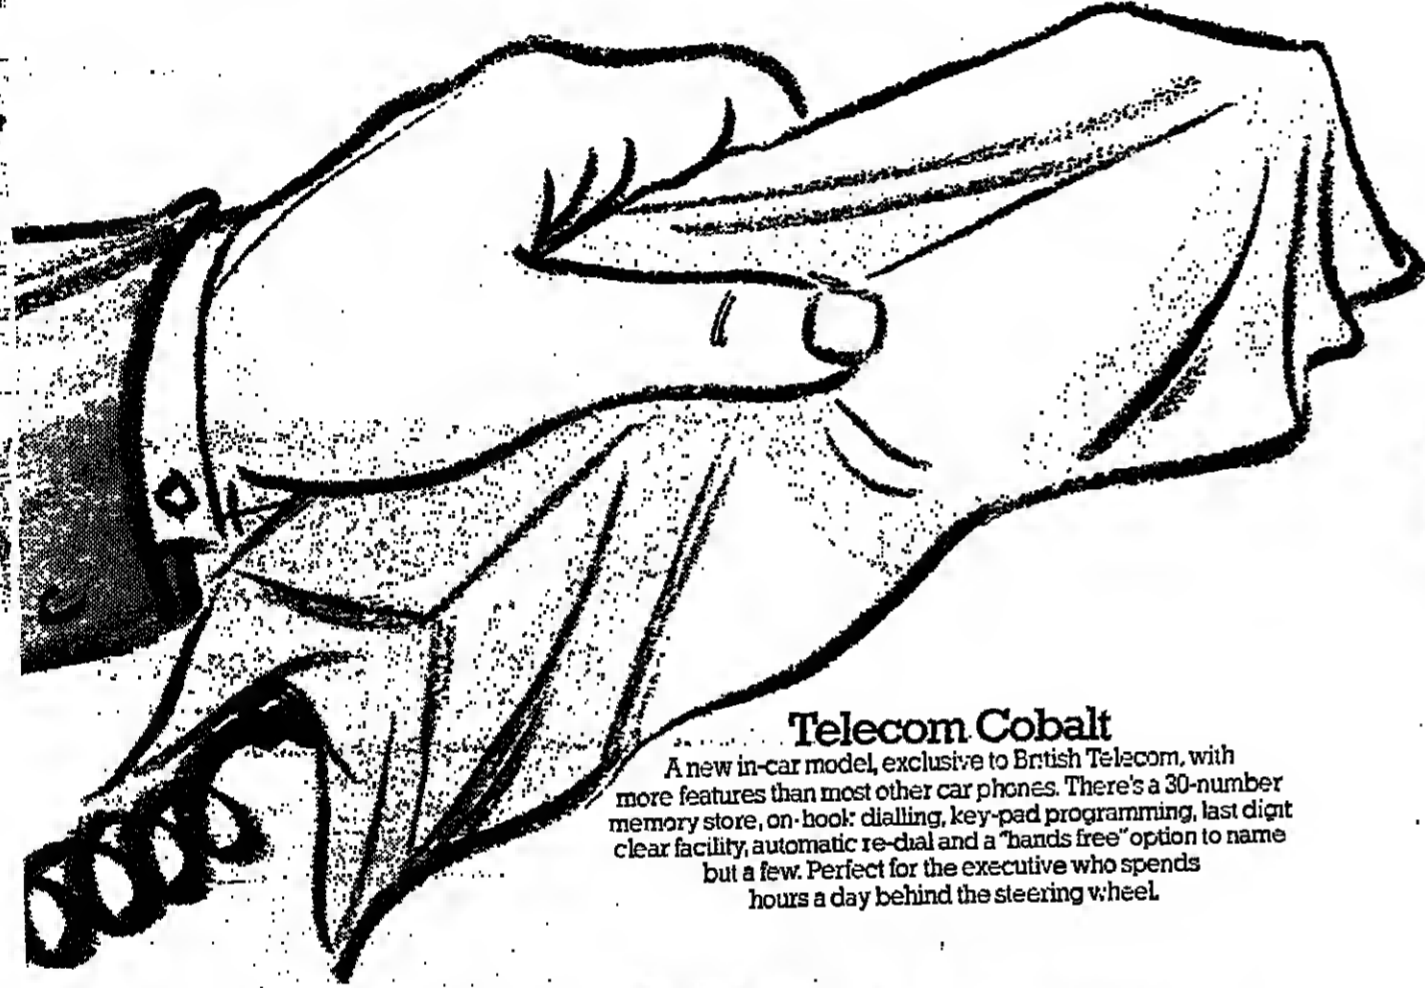 Telecom Cobalt
A new in-car model, exclusive to British Telecom, with
more features than most other car phones. There's a 30-number
memory store, on-hook dialling, key-pad programming, last digit
clear facility, automatic re-dial and a "hands free" option to name
but a few. Perfect for the executive who spends
hours a day behind the steering wheel.